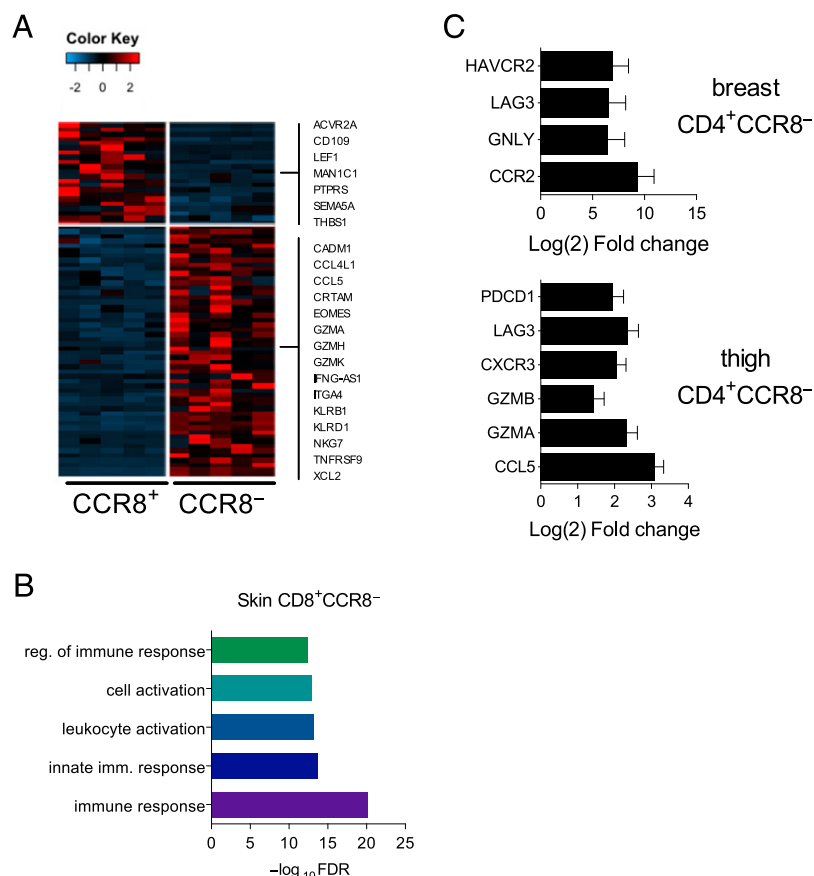 A
Color Key
-2 0 2
ACVR2A
CD109
LEF1
MAN1C1
PTPRS
SEMA5A
THBS1
CADM1
CCL4L1
CCL5
CRTAM
EOMES
GZMA
GZMH
GZMK
IFNG-AS1
ITGA4
KLRB1
KLRD1
NKG7
TNFRSF9
XCL2
CCR8⁺ CCR8⁻
C
HAVCR2
LAG3
GNLY
CCR2
0 5 10 15
Log(2) Fold change
breast
CD4⁺CCR8⁻
PDCD1
LAG3
CXCR3
GZMB
GZMA
CCL5
0 1 2 3 4
Log(2) Fold change
thigh
CD4⁺CCR8⁻
B
Skin CD8⁺CCR8⁻
reg. of immune response
cell activation
leukocyte activation
innate imm. response
immune response
0 5 10 15 20 25
−log₁₀FDR